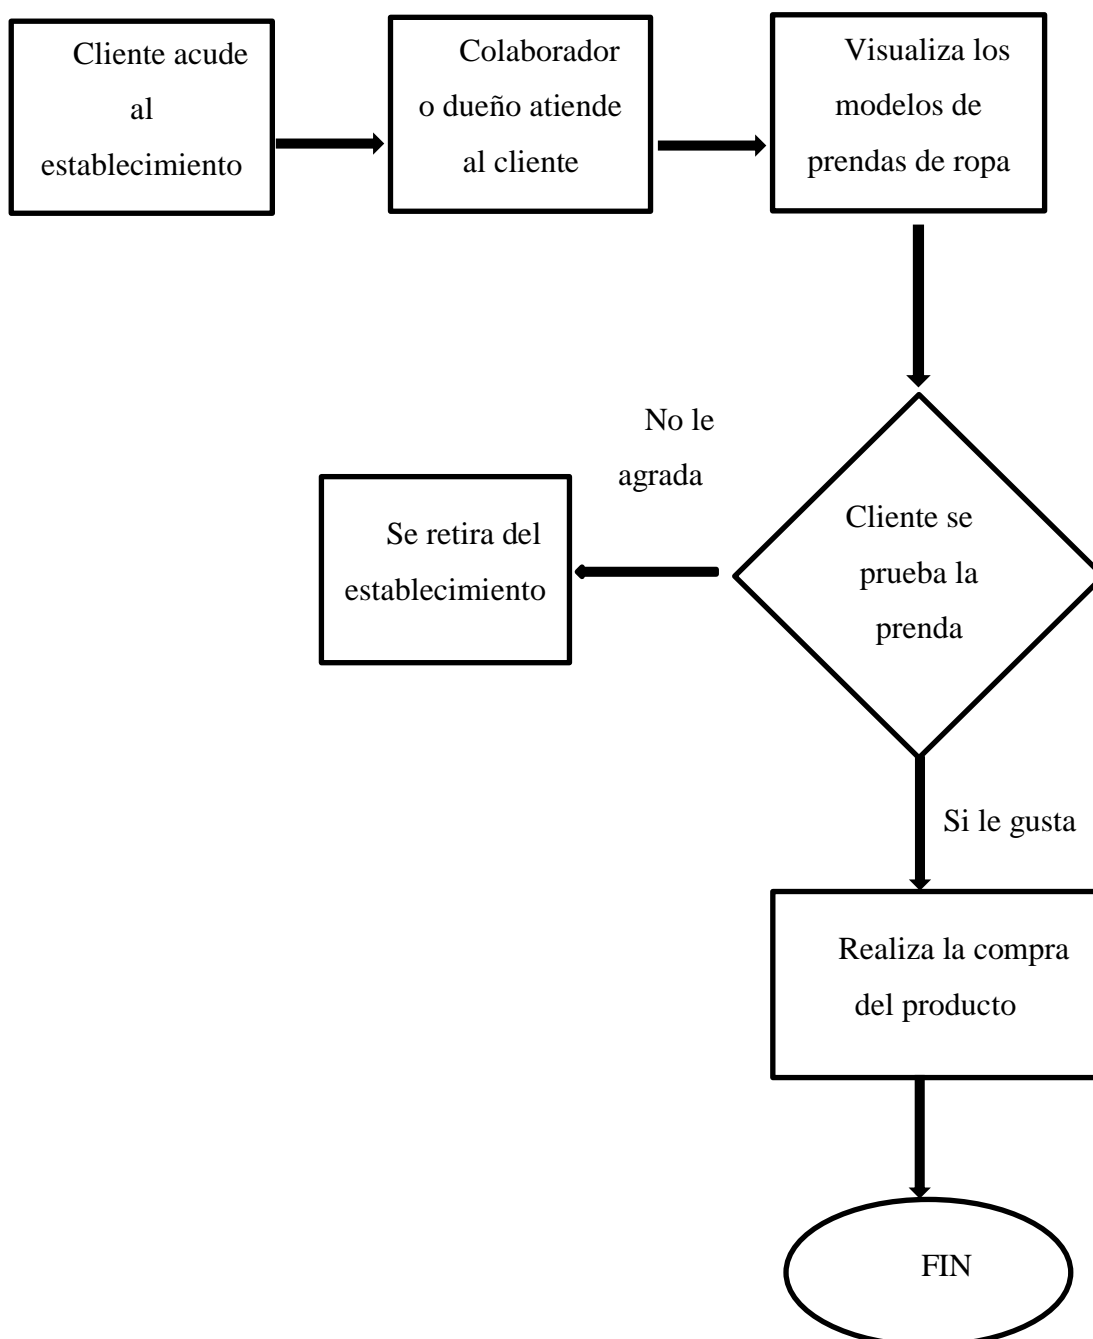 Cliente acude
al
establecimiento
Colaborador
o dueño atiende
al cliente
Visualiza los
modelos de
prendas de ropa
No le
agrada
Se retira del
establecimiento
Cliente se
prueba la
prenda
Si le gusta
Realiza la compra
del producto
FIN